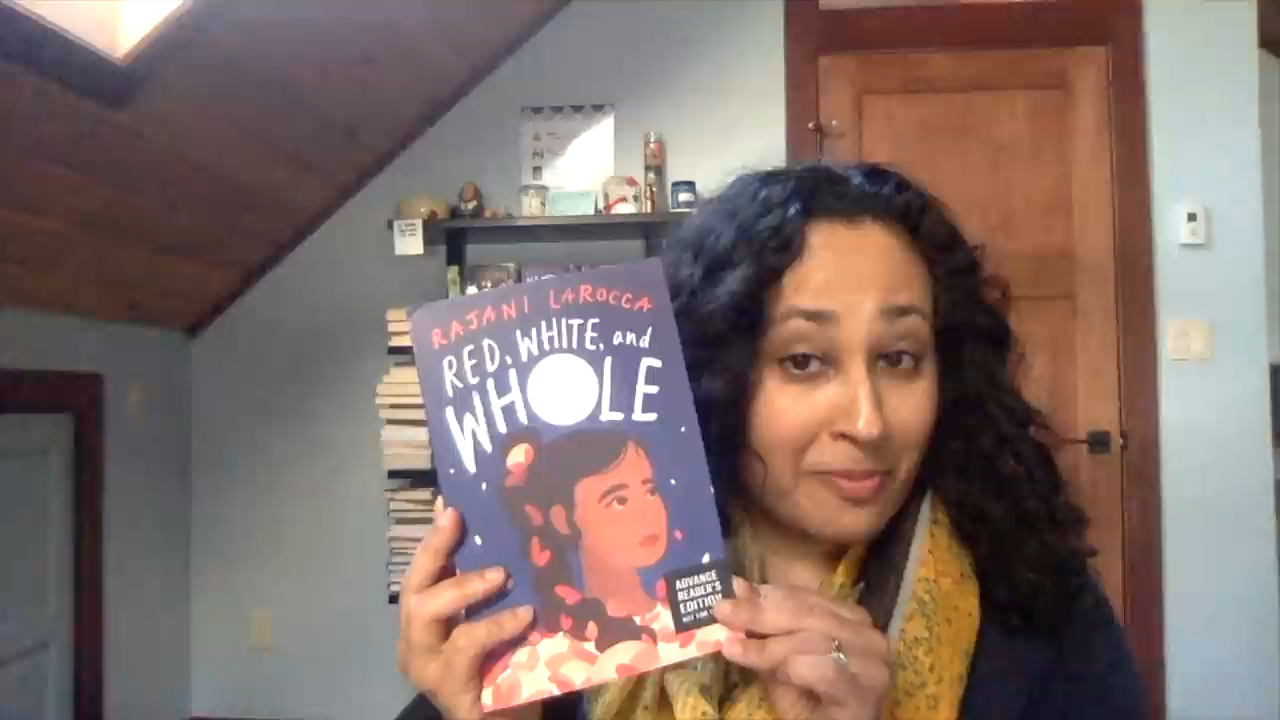 RAJANI LAROCCA
RED, WHITE, and
WHOLE
ADVANCE
READER'S
EDITION